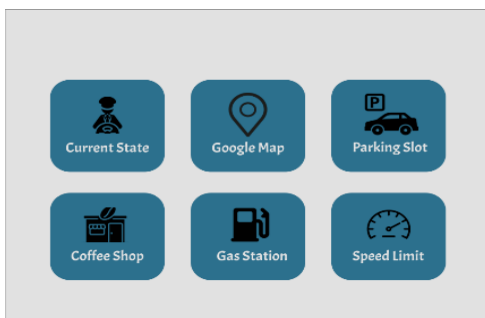 Current State
Google Map
P
Parking Slot
Coffee Shop
Gas Station
Speed Limit